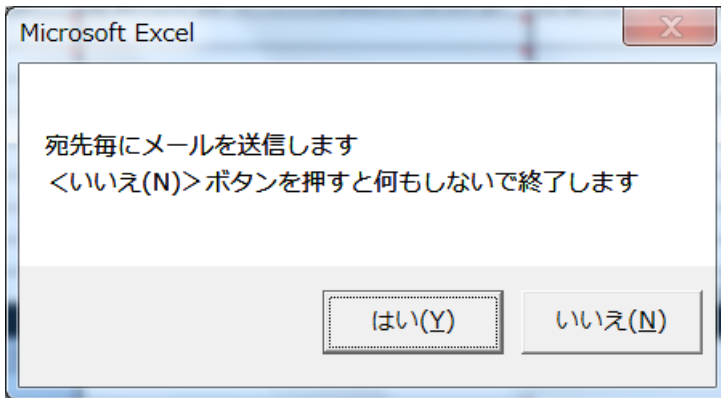 Microsoft Excel
宛先毎にメールを送信します
＜いいえ(N)＞ボタンを押すと何もしないで終了します
はい(Y)
いいえ(N)